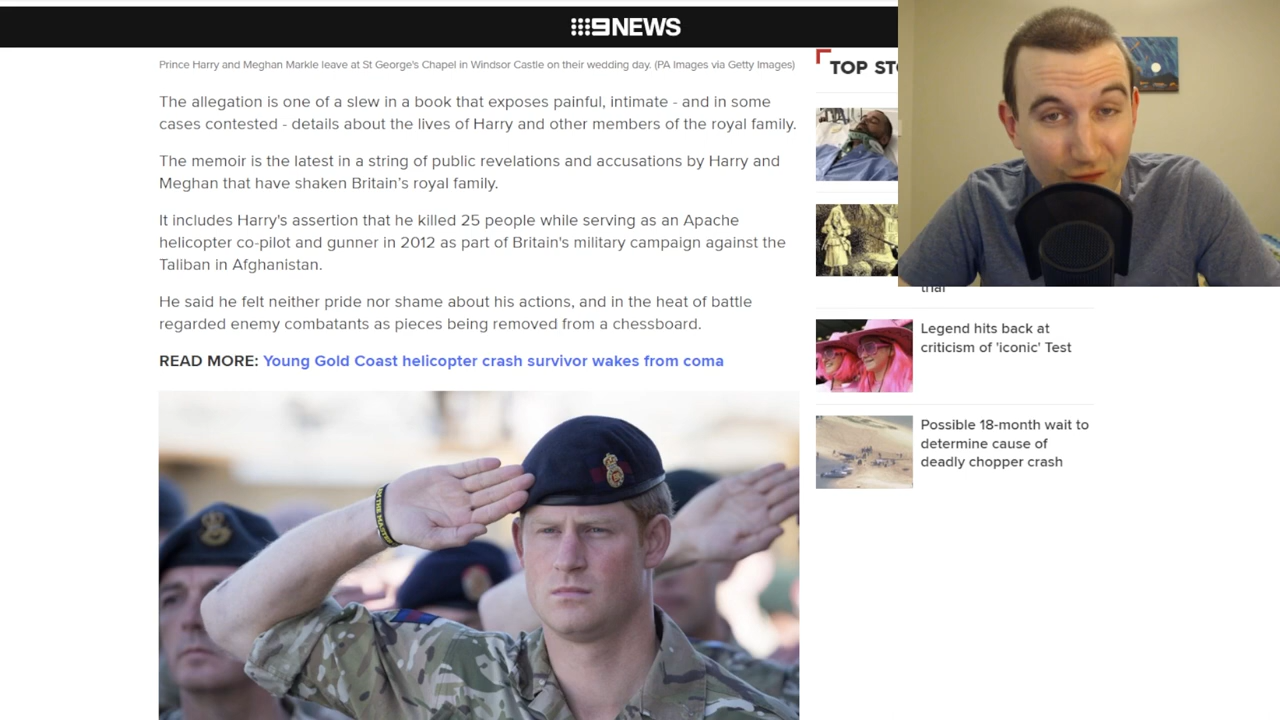 9NEWS
Prince Harry and Meghan Markle leave at St George's Chapel in Windsor Castle on their wedding day. (PA Images via Getty Images)
The allegation is one of a slew in a book that exposes painful, intimate - and in some
cases contested - details about the lives of Harry and other members of the royal family.
The memoir is the latest in a string of public revelations and accusations by Harry and
Meghan that have shaken Britain's royal family.
It includes Harry's assertion that he killed 25 people while serving as an Apache
helicopter co-pilot and gunner in 2012 as part of Britain's military campaign against the
Taliban in Afghanistan.
He said he felt neither pride nor shame about his actions, and in the heat of battle
regarded enemy combatants as pieces being removed from a chessboard.
READ MORE: Young Gold Coast helicopter crash survivor wakes from coma
TOP
trial
Legend hits back at
criticism of 'iconic' Test
Possible 18-month wait to
determine cause of
deadly chopper crash